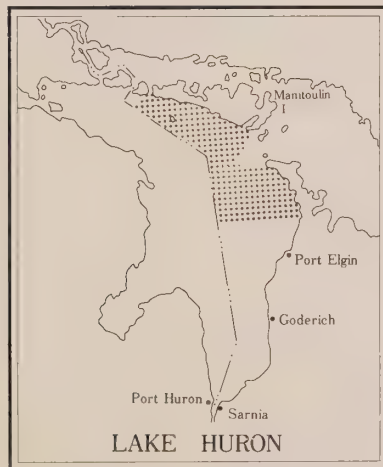 Manitoulin
I
Port Elgin
Goderich
Port Huron
Sarnia
LAKE HURON